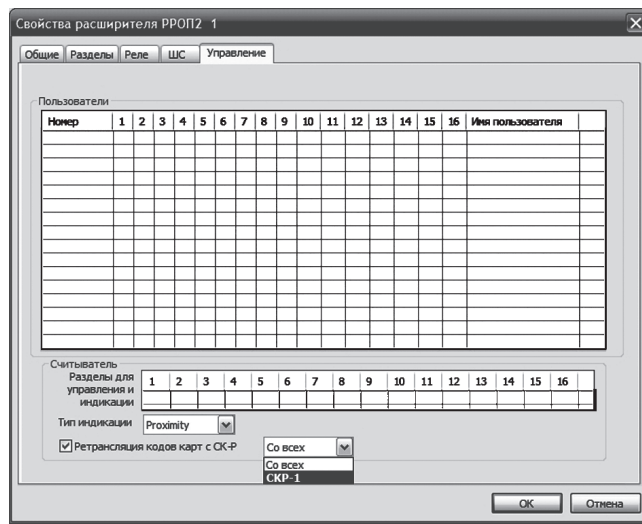 Свойства расширителя РРОП2 1
Общие Разделы Реле ШС Управление
Пользователи
Номер 1 2 3 4 5 6 7 8 9 10 11 12 13 14 15 16 Имя пользователя
Считыватель
Разделы для управления и индикации 1 2 3 4 5 6 7 8 9 10 11 12 13 14 15 16
Тип индикации Proximity
Ретрансляция кодов карт с СК-Р Со всех
Со всех
СКР-1
ОК Отмена